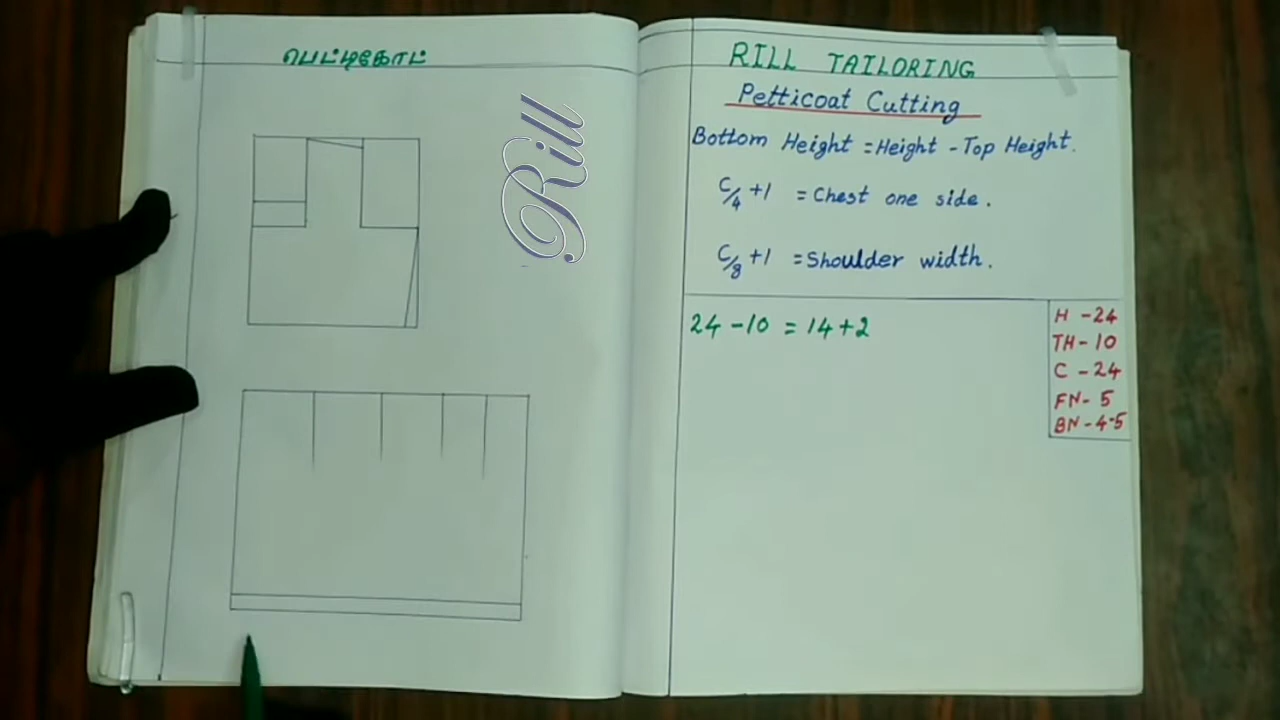 பெட்டிகோட்
Rill
RILL TAILORING
Petticoat Cutting
Bottom Height = Height - Top Height.
C/4 +1 = Chest one side.
C/8 +1 = Shoulder width.
24 - 10 = 14 + 2
H - 24
TH - 10
C - 24
FN - 5
BN - 4.5